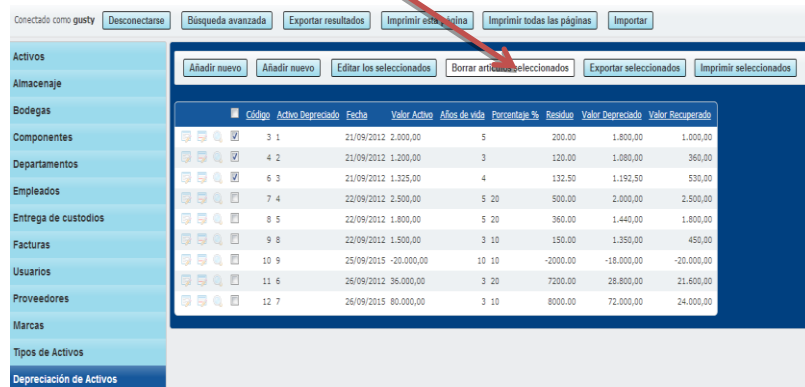 Conectado como gusty Desconectarse Búsqueda avanzada Exportar resultados Imprimir esta página Imprimir todas las páginas Importar
Activos
Almacenaje
Bodegas
Componentes
Departamentos
Empleados
Entrega de custodios
Facturas
Usuarios
Proveedores
Marcas
Tipos de Activos
Depreciación de Activos
Añadir nuevo Añadir nuevo Editar los seleccionados Borrar artículos seleccionados Exportar seleccionados Imprimir seleccionados
Código Activo Depreciado Fecha Valor Activo Años de vida Porcentaje % Residuo Valor Depreciado Valor Recuperado
3 1 21/09/2012 2.000,00 5 200.00 1.800,00 1.000,00
4 2 21/09/2012 1.200,00 3 120.00 1.080,00 360,00
6 3 21/09/2012 1.325,00 4 132.50 1.192,50 530,00
7 4 22/09/2012 2.500,00 5 20 500.00 2.000,00 2.500,00
8 5 22/09/2012 1.800,00 5 20 360.00 1.440,00 1.800,00
9 8 22/09/2012 1.500,00 3 10 150.00 1.350,00 450,00
10 9 25/09/2015 -20.000,00 10 10 -2000.00 -18.000,00 -20.000,00
11 6 26/09/2012 36.000,00 3 20 7200.00 28.800,00 21.600,00
12 7 26/09/2015 80.000,00 3 10 8000.00 72.000,00 24.000,00